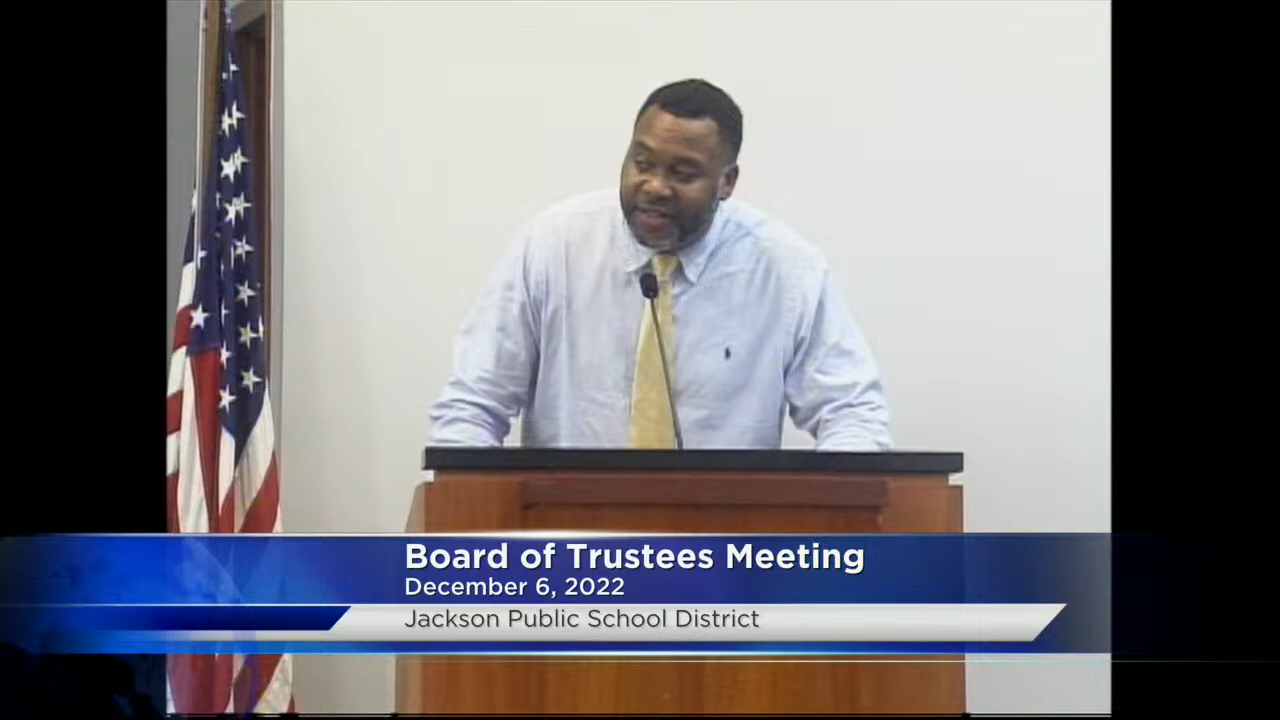 Board of Trustees Meeting
December 6, 2022
Jackson Public School District